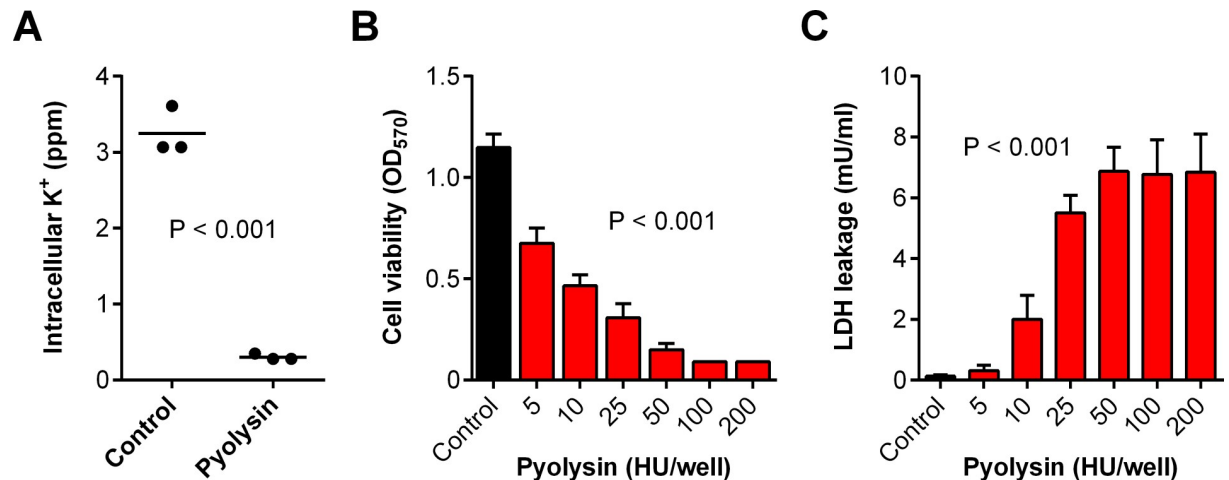 A
Intracellular K⁺ (ppm)
4
3
2
1
0
P < 0.001
Control
Pyolysin
B
Cell viability (OD₅₇₀)
1.5
1.0
0.5
0
P < 0.001
Control
5
10
25
50
100
200
Pyolysin (HU/well)
C
LDH leakage (mU/ml)
10
8
6
4
2
0
P < 0.001
Control
5
10
25
50
100
200
Pyolysin (HU/well)